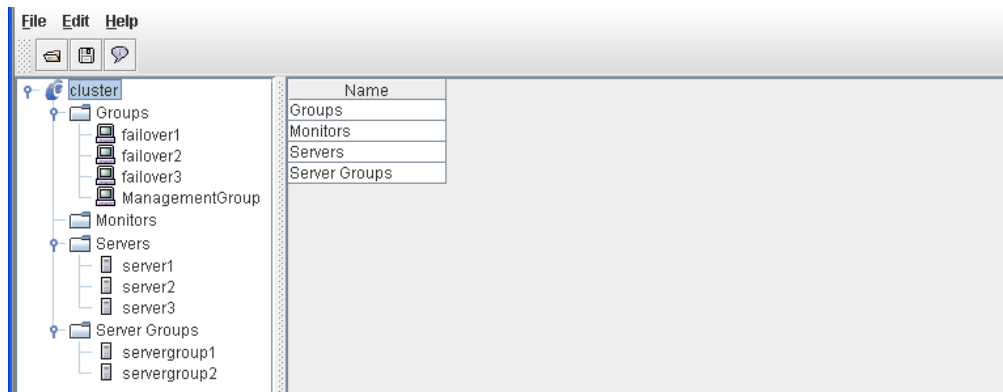 File Edit Help
cluster
Groups
failover1
failover2
failover3
ManagementGroup
Monitors
Servers
server1
server2
server3
Server Groups
servergroup1
servergroup2
Name
Groups
Monitors
Servers
Server Groups